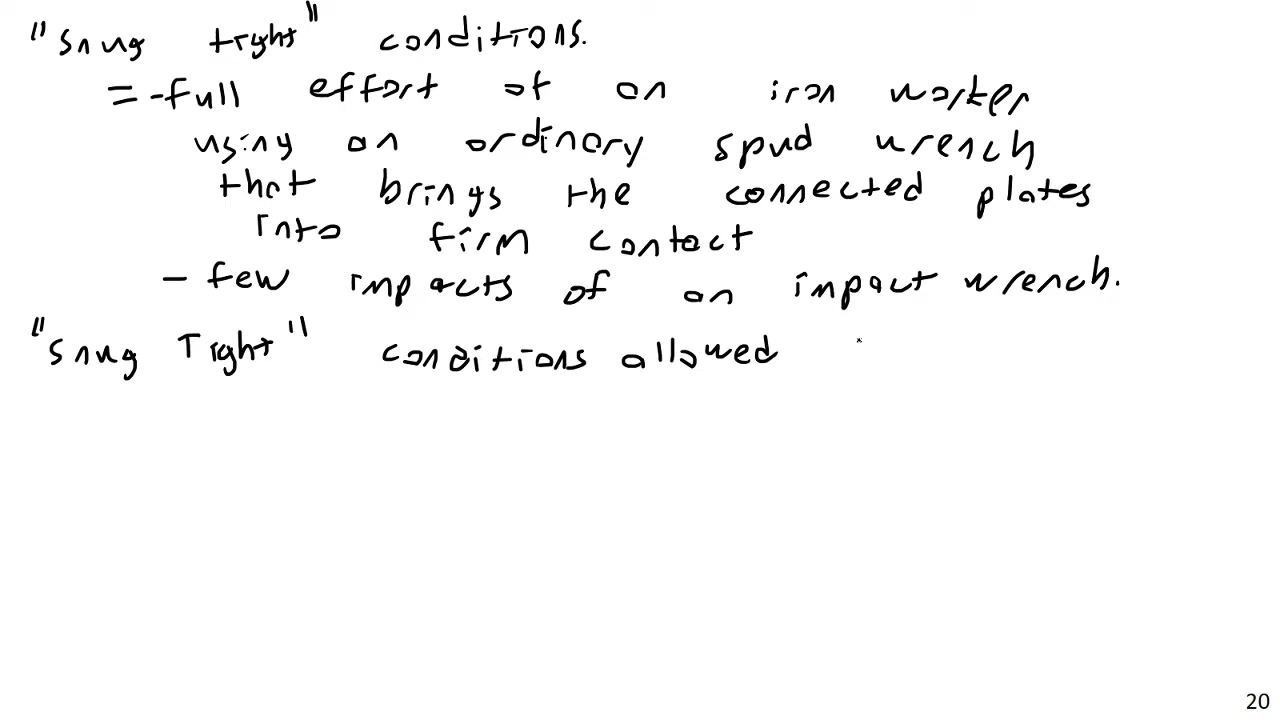 "Snug tight" conditions.
= -full effort of an iron worker
using an ordinary spud wrench
that brings the connected plates
into firm contact
- few impacts of an impact wrench.
"Snug Tight" conditions allowed
20